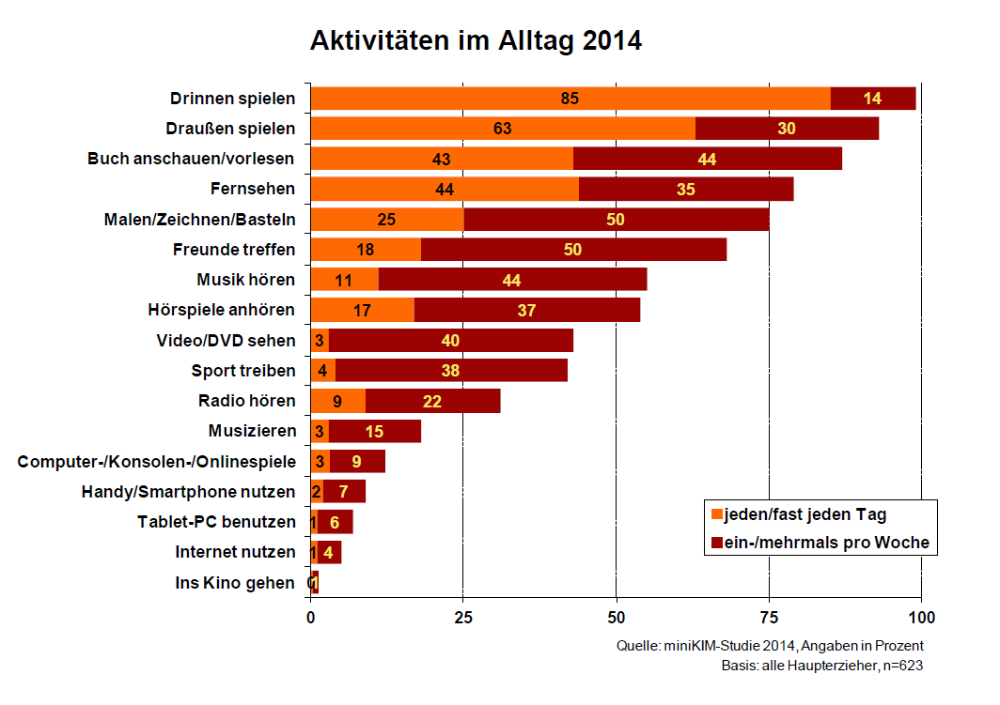 Aktivitäten im Alltag 2014
Drinnen spielen 85 14
Draußen spielen 63 30
Buch anschauen/vorlesen 43 44
Fernsehen 44 35
Malen/Zeichnen/Basteln 25 50
Freunde treffen 18 50
Musik hören 11 44
Hörspiele anhören 17 37
Video/DVD sehen 3 40
Sport treiben 4 38
Radio hören 9 22
Musizieren 3 15
Computer-/Konsolen-/Onlinespiele 3 9
Handy/Smartphone nutzen 2 7
Tablet-PC benutzen 1 6
Internet nutzen 1 4
Ins Kino gehen 0 1
jeden/fast jeden Tag
ein-/mehrmals pro Woche
0 25 50 75 100
Quelle: miniKIM-Studie 2014, Angaben in Prozent
Basis: alle Haupterzieher, n=623